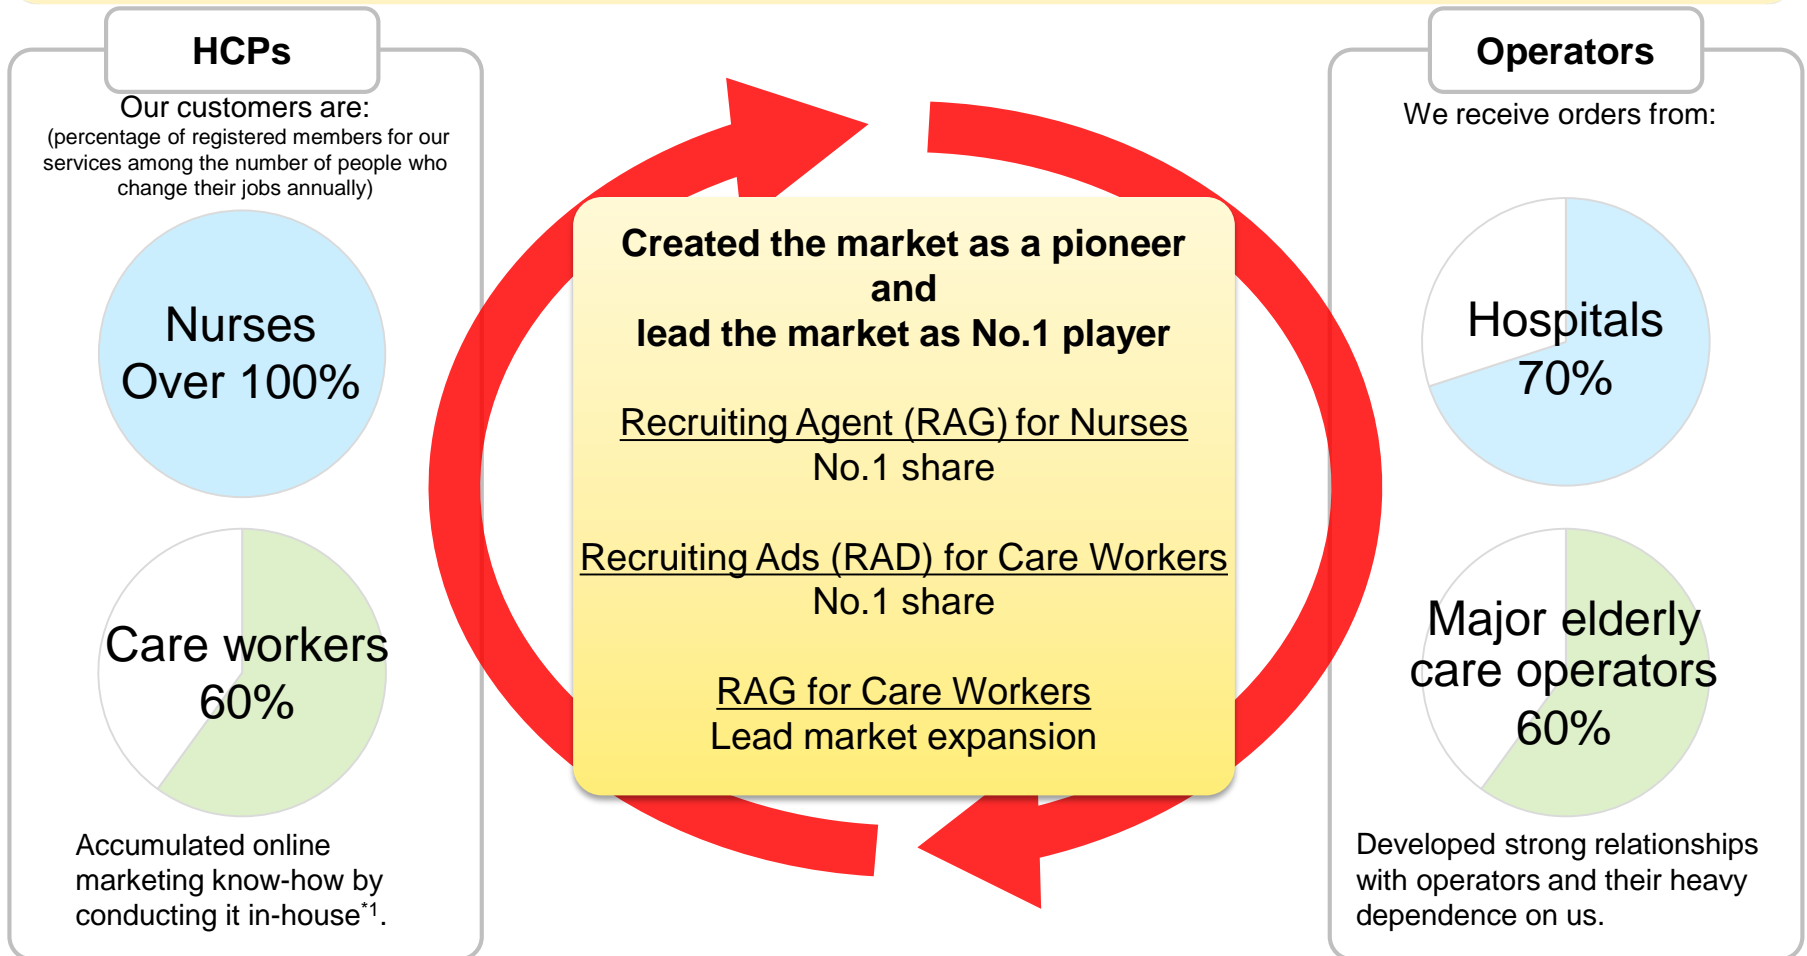 HCPs
Our customers are:
(percentage of registered members for our
services among the number of people who
change their jobs annually)
Nurses
Over 100%
Care workers
60%
Accumulated online
marketing know-how by
conducting it in-house*1.
Created the market as a pioneer
and
lead the market as No.1 player
Recruiting Agent (RAG) for Nurses
No.1 share
Recruiting Ads (RAD) for Care Workers
No.1 share
RAG for Care Workers
Lead market expansion
Operators
We receive orders from:
Hospitals
70%
Major elderly
care operators
60%
Developed strong relationships
with operators and their heavy
dependence on us.